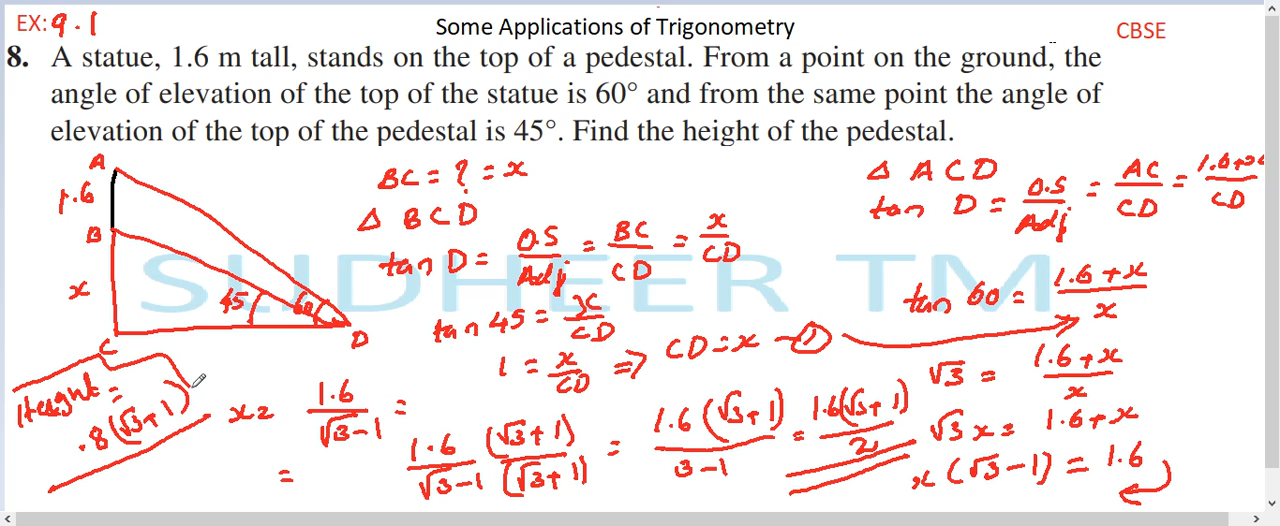 EX: 9.1
Some Applications of Trigonometry
CBSE
8. A statue, 1.6 m tall, stands on the top of a pedestal. From a point on the ground, the
angle of elevation of the top of the statue is 60° and from the same point the angle of
elevation of the top of the pedestal is 45°. Find the height of the pedestal.
A
1.6
B
x
C
45
60
D
BC = ? = x
Δ BCD
tan D = O.S/Adj = BC/CD = x/CD
tan 45 = x/CD
1 = x/CD ⇒ CD = x – ①
Δ ACD
tan D = O.S/Adj = AC/CD = 1.6+x/CD
tan 60 = 1.6+x/x
√3 = 1.6+x/x
√3 x = 1.6+x
x(√3-1) = 1.6
x = 1.6/√3-1 =
= 1.6/√3-1 (√3+1)/(√3+1) = 1.6(√3+1)/3-1 = 1.6(√3+1)/2
Height =
.8(√3+1)
SUDHEER TM